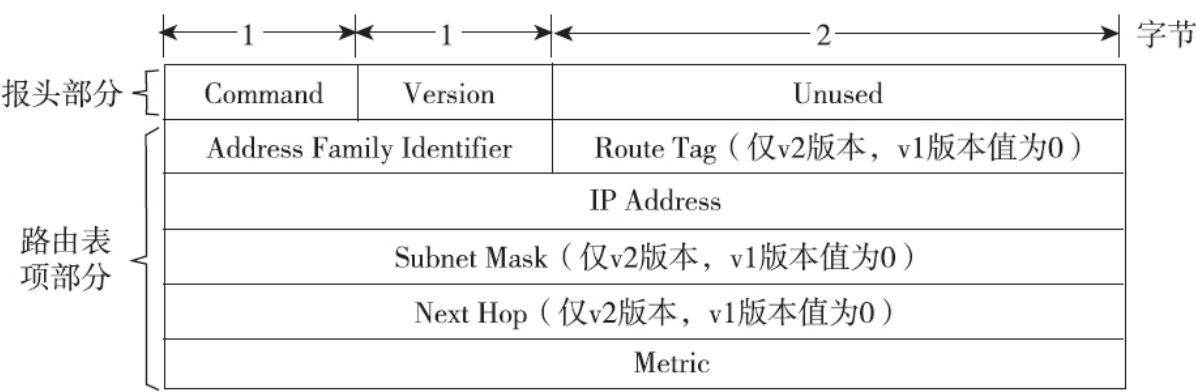 1 1 2 字节
报头部分 Command Version Unused
Address Family Identifier Route Tag（仅v2版本，v1版本值为0）
IP Address
路由表
项部分
Subnet Mask（仅v2版本，v1版本值为0）
Next Hop（仅v2版本，v1版本值为0）
Metric